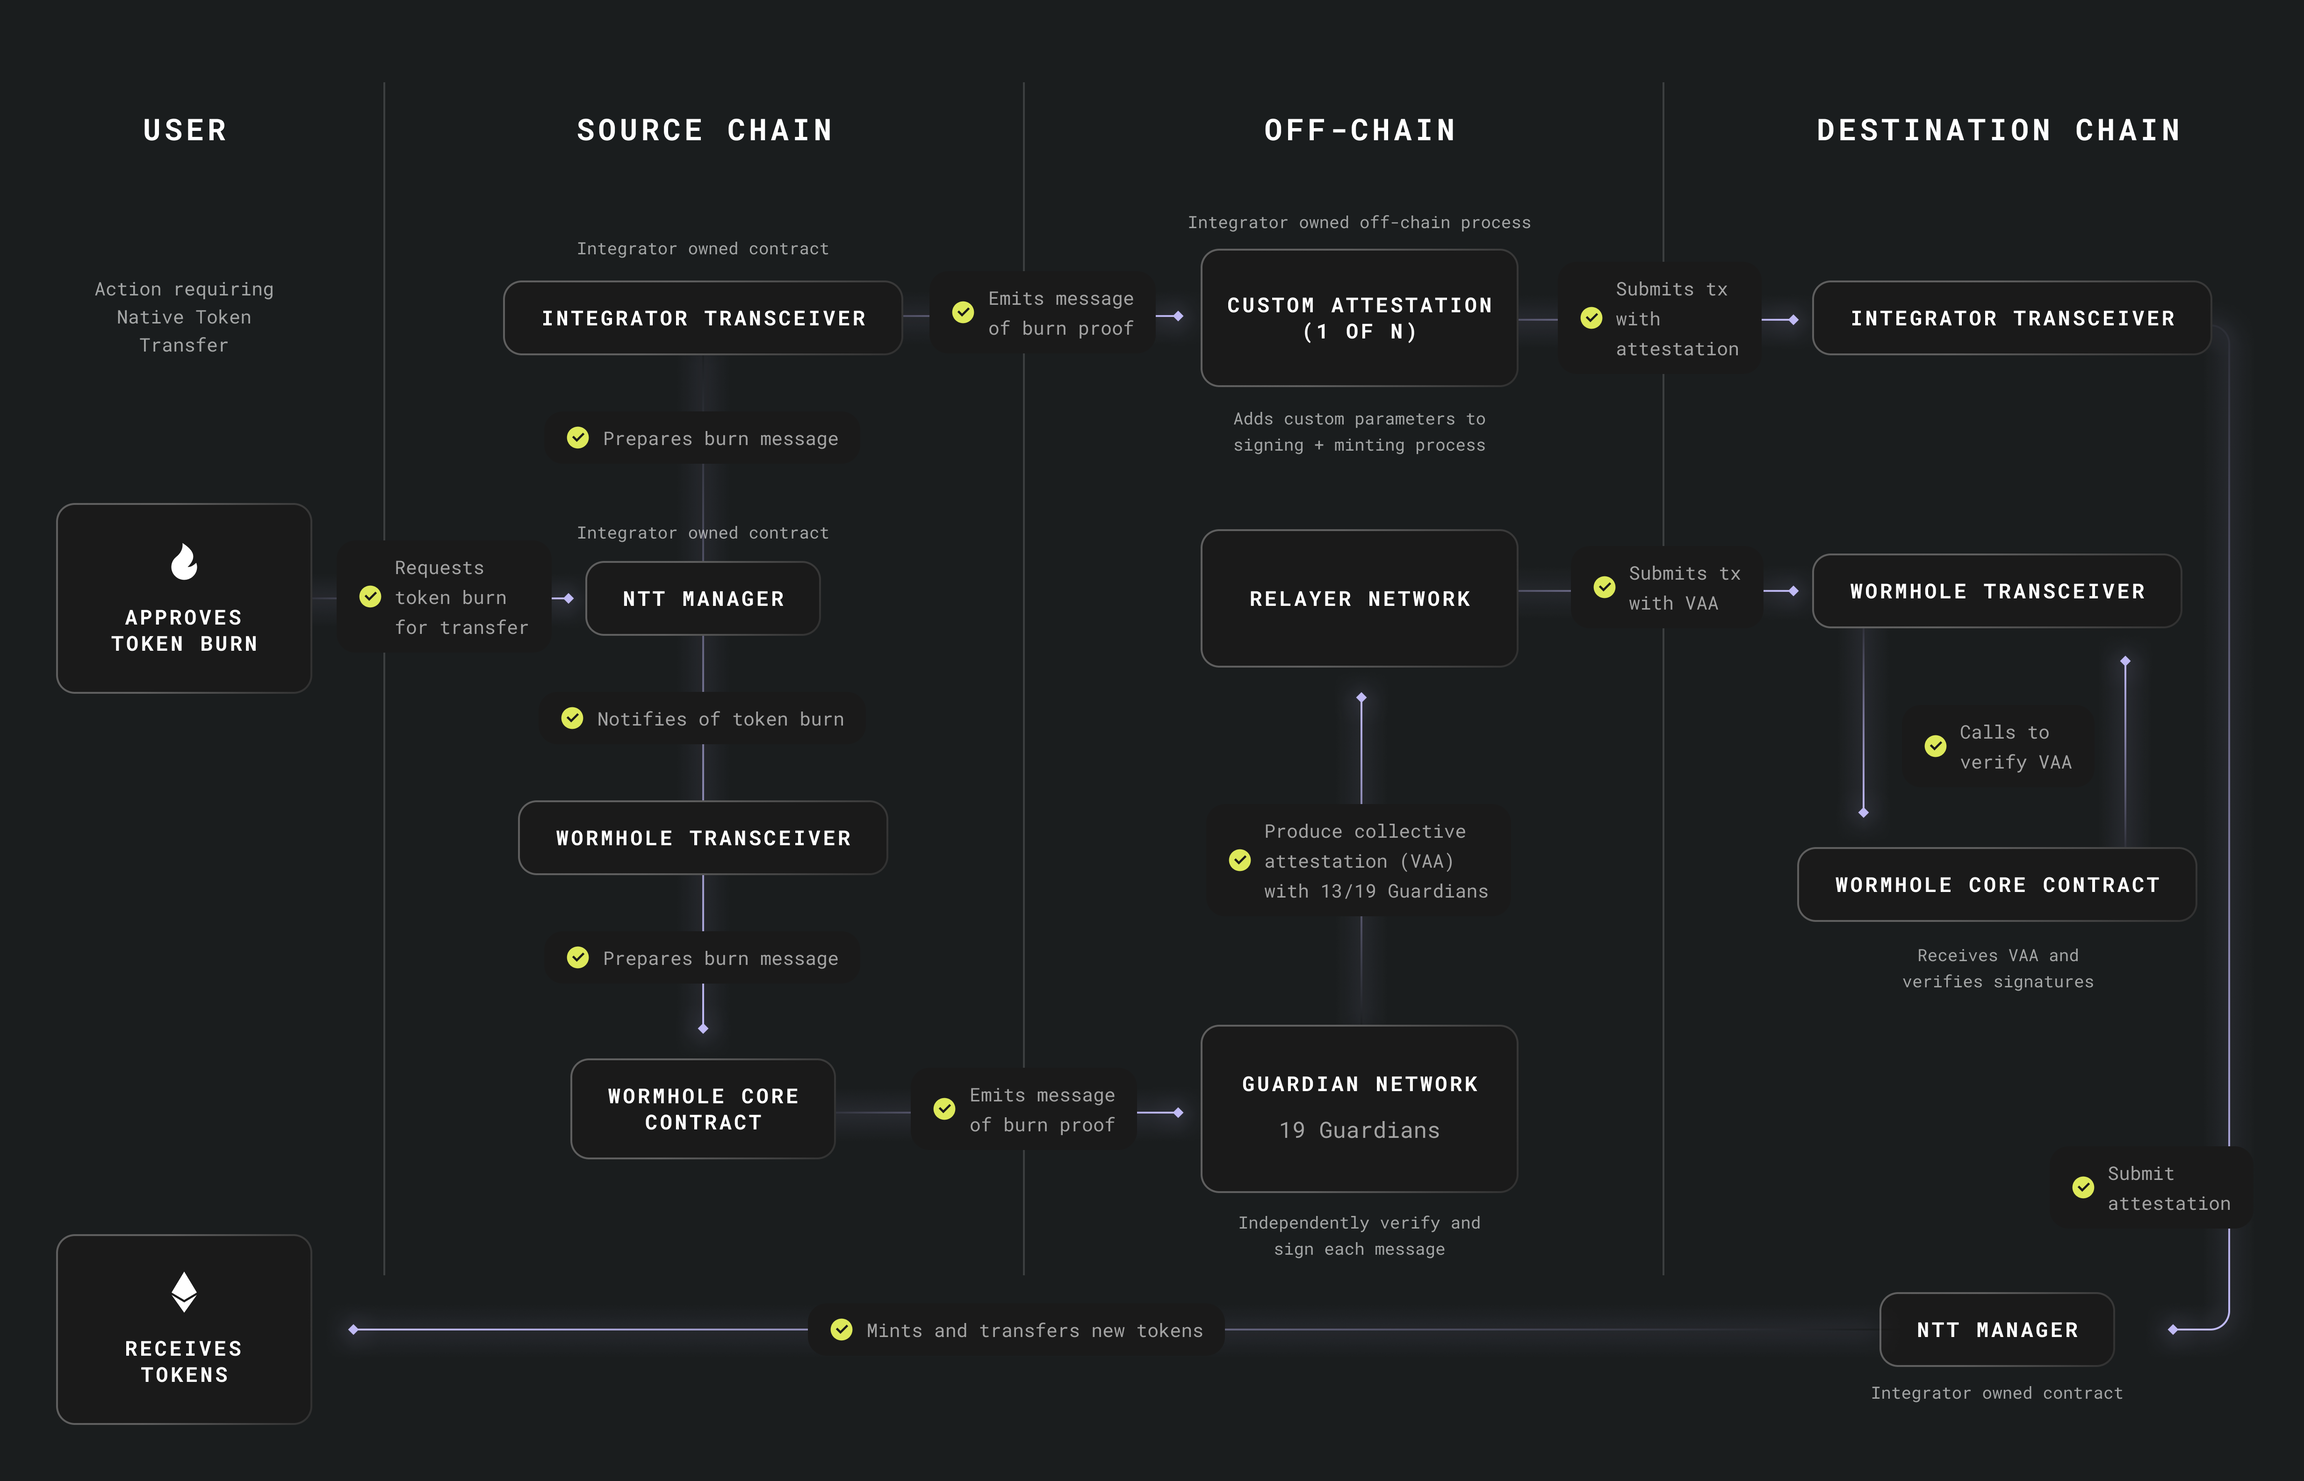 USER
SOURCE CHAIN
OFF-CHAIN
DESTINATION CHAIN
Action requiring
Native Token
Transfer
APPROVES
TOKEN BURN
Requests
token burn
for transfer
RECEIVES
TOKENS
Integrator owned contract
INTEGRATOR TRANSCEIVER
Prepares burn message
Integrator owned contract
NTT MANAGER
Notifies of token burn
WORMHOLE TRANSCEIVER
Prepares burn message
WORMHOLE CORE
CONTRACT
Emits message
of burn proof
Emits message
of burn proof
Integrator owned off-chain process
CUSTOM ATTESTATION
(1 OF N)
Adds custom parameters to
signing + minting process
RELAYER NETWORK
Produce collective
attestation (VAA)
with 13/19 Guardians
GUARDIAN NETWORK
19 Guardians
Independently verify and
sign each message
Submits tx
with
attestation
Submits tx
with VAA
INTEGRATOR TRANSCEIVER
WORMHOLE TRANSCEIVER
Calls to
verify VAA
WORMHOLE CORE CONTRACT
Receives VAA and
verifies signatures
Submit
attestation
NTT MANAGER
Integrator owned contract
Mints and transfers new tokens